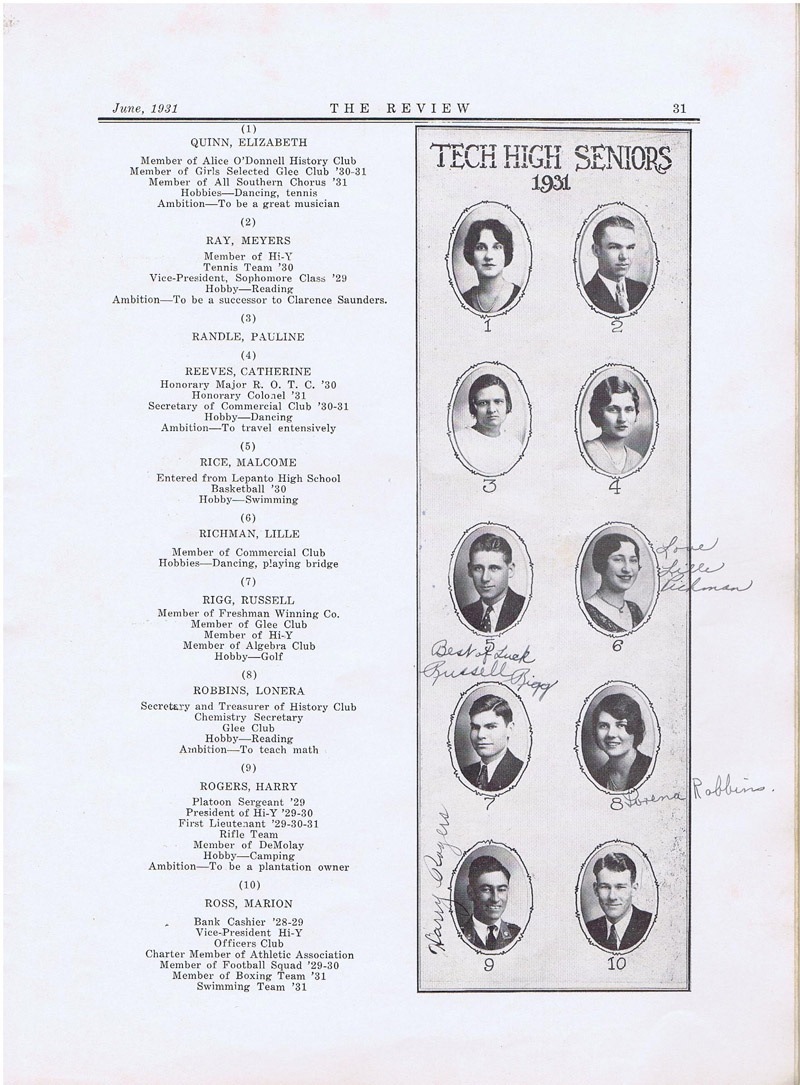 June, 1931 THE REVIEW 31
(1)
QUINN, ELIZABETH
Member of Alice O'Donnell History Club
Member of Girls Selected Glee Club '30-31
Member of All Southern Chorus '31
Hobbies—Dancing, tennis
Ambition—To be a great musician
(2)
RAY, MEYERS
Member of Hi-Y
Tennis Team '30
Vice-President, Sophomore Class '29
Hobby—Reading
Ambition—To be a successor to Clarence Saunders.
(3)
RANDLE, PAULINE
(4)
REEVES, CATHERINE
Honorary Major R. O. T. C. '30
Honorary Colonel '31
Secretary of Commercial Club '30-31
Hobby—Dancing
Ambition—To travel entensively
(5)
RICE, MALCOME
Entered from Lepanto High School
Basketball '30
Hobby—Swimming
(6)
RICHMAN, LILLE
Member of Commercial Club
Hobbies—Dancing, playing bridge
(7)
RIGG, RUSSELL
Member of Freshman Winning Co.
Member of Glee Club
Member of Hi-Y
Member of Algebra Club
Hobby—Golf
(8)
ROBBINS, LONERA
Secretary and Treasurer of History Club
Chemistry Secretary
Glee Club
Hobby—Reading
Ambition—To teach math
(9)
ROGERS, HARRY
Platoon Sergeant '29
President of Hi-Y '29-30
First Lieutenant '29-30-31
Rifle Team
Member of DeMolay
Hobby—Camping
Ambition—To be a plantation owner
(10)
ROSS, MARION
Bank Cashier '28-29
Vice-President Hi-Y
Officers Club
Charter Member of Athletic Association
Member of Football Squad '29-30
Member of Boxing Team '31
Swimming Team '31
TECH HIGH SENIORS
1931
1 2
3 4
Love
Lille
Richman
5 6
Best of Luck
Russell Rigg
7 8 Lorena Robbins.
Harry Rogers
9 10